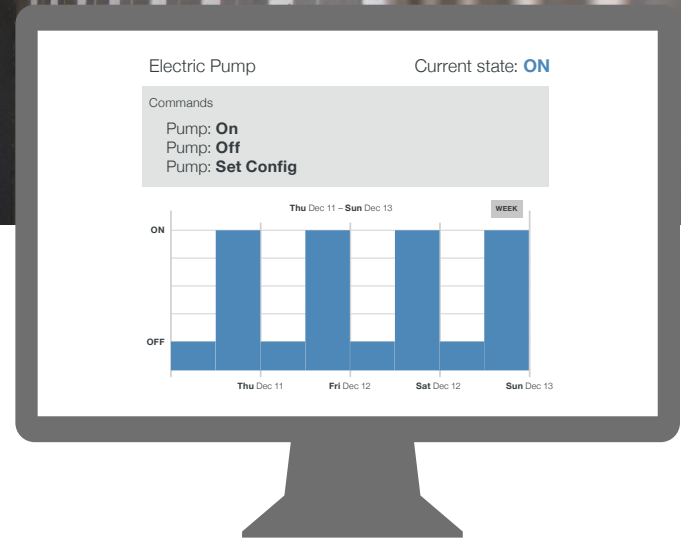 Electric Pump
Current state: ON
Commands
Pump: On
Pump: Off
Pump: Set Config
Thu Dec 11 – Sun Dec 13
WEEK
ON
OFF
Thu Dec 11
Fri Dec 12
Sat Dec 12
Sun Dec 13